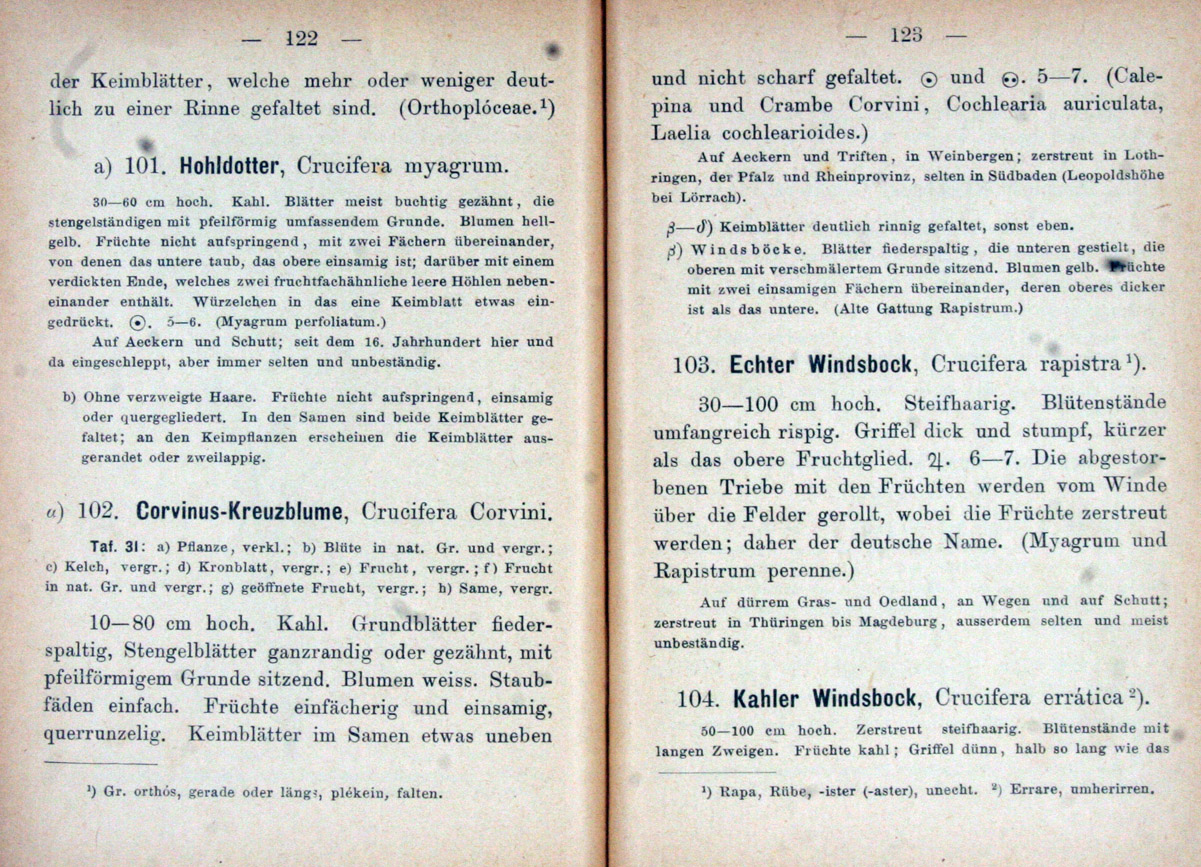 — 122 —
der Keimblätter, welche mehr oder weniger deut-
lich zu einer Rinne gefaltet sind. (Orthoplóceae.¹)
a) 101. Hohldotter, Crucifera myagrum.
30—60 cm hoch. Kahl. Blätter meist buchtig gezähnt, die
stengelständigen mit pfeilförmig umfassendem Grunde. Blumen hell-
gelb. Früchte nicht aufspringend, mit zwei Fächern übereinander,
von denen das untere taub, das obere einsamig ist; darüber mit einem
verdickten Ende, welches zwei fruchtfachähnliche leere Höhlen neben-
einander enthält. Würzelchen in das eine Keimblatt etwas ein-
gedrückt. ⊙. 5—6. (Myagrum perfoliatum.)
Auf Aeckern und Schutt; seit dem 16. Jahrhundert hier und
da eingeschleppt, aber immer selten und unbeständig.
b) Ohne verzweigte Haare. Früchte nicht aufspringend, einsamig
oder quergegliedert. In den Samen sind beide Keimblätter ge-
faltet; an den Keimpflanzen erscheinen die Keimblätter aus-
gerandet oder zweilappig.
α) 102. Corvinus-Kreuzblume, Crucifera Corvini.
Taf. 31: a) Pflanze, verkl.; b) Blüte in nat. Gr. und vergr.;
c) Kelch, vergr.; d) Kronblatt, vergr.; e) Frucht, vergr.; f) Frucht
in nat. Gr. und vergr.; g) geöffnete Frucht, vergr.; h) Same, vergr.
10—80 cm hoch. Kahl. Grundblätter fieder-
spaltig, Stengelblätter ganzrandig oder gezähnt, mit
pfeilförmigem Grunde sitzend. Blumen weiss. Staub-
fäden einfach. Früchte einfächerig und einsamig,
querrunzelig. Keimblätter im Samen etwas uneben
¹) Gr. orthós, gerade oder längs, plékein, falten.
— 123 —
und nicht scharf gefaltet. ⊙ und ⚇. 5—7. (Cale-
pina und Crambe Corvini, Cochlearia auriculata,
Laelia cochlearioides.)
Auf Aeckern und Triften, in Weinbergen; zerstreut in Loth-
ringen, der Pfalz und Rheinprovinz, selten in Südbaden (Leopoldshöhe
bei Lörrach).
β—δ) Keimblätter deutlich rinnig gefaltet, sonst eben.
β) Windsböcke. Blätter fiederspaltig, die unteren gestielt, die
oberen mit verschmälertem Grunde sitzend. Blumen gelb. Früchte
mit zwei einsamigen Fächern übereinander, deren oberes dicker
ist als das untere. (Alte Gattung Rapistrum.)
103. Echter Windsbock, Crucifera rapistra¹).
30—100 cm hoch. Steifhaarig. Blütenstände
umfangreich rispig. Griffel dick und stumpf, kürzer
als das obere Fruchtglied. ♃. 6—7. Die abgestor-
benen Triebe mit den Früchten werden vom Winde
über die Felder gerollt, wobei die Früchte zerstreut
werden; daher der deutsche Name. (Myagrum und
Rapistrum perenne.)
Auf dürrem Gras- und Oedland, an Wegen und auf Schutt;
zerstreut in Thüringen bis Magdeburg, ausserdem selten und meist
unbeständig.
104. Kahler Windsbock, Crucifera errática²).
50—100 cm hoch. Zerstreut steifhaarig. Blütenstände mit
langen Zweigen. Früchte kahl; Griffel dünn, halb so lang wie das
¹) Rapa, Rübe, -ister (-aster), unecht. ²) Errare, umherirren.